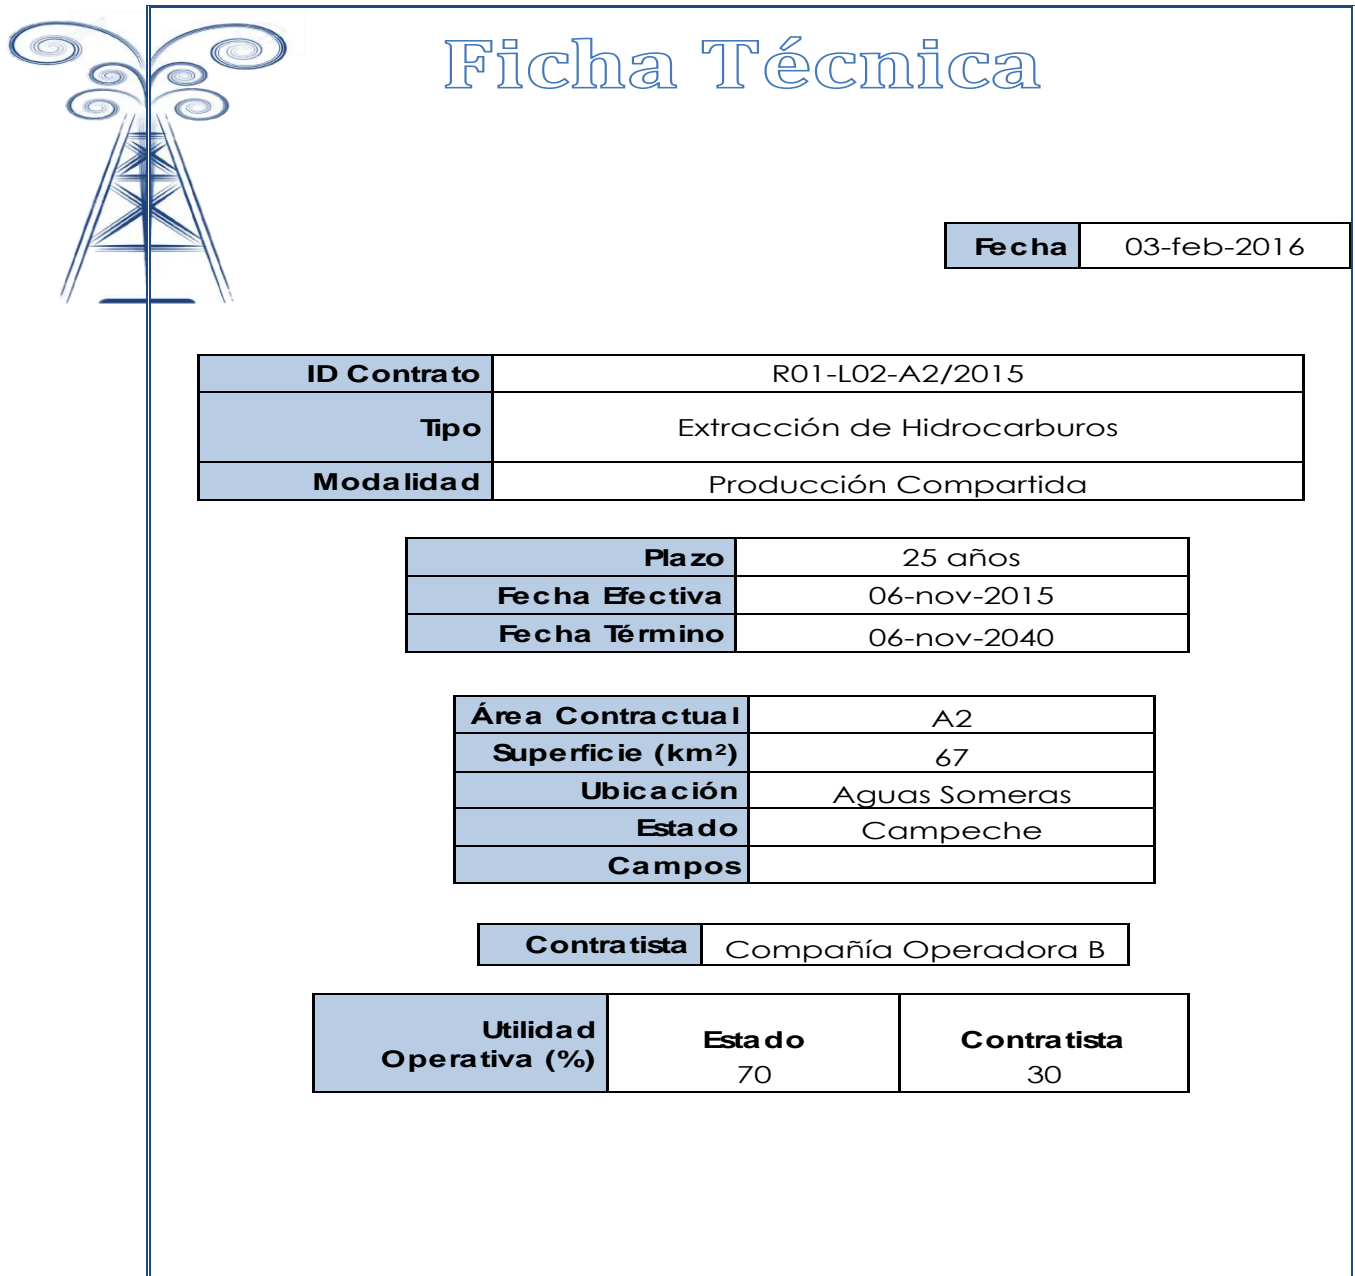 Ficha Técnica
Fecha 03-feb-2016
ID Contrato R01-L02-A2/2015
Tipo Extracción de Hidrocarburos
Modalidad Producción Compartida
Plazo 25 años
Fecha Efectiva 06-nov-2015
Fecha Término 06-nov-2040
Área Contractual A2
Superficie (km²) 67
Ubicación Aguas Someras
Estado Campeche
Campos
Contratista Compañía Operadora B
Utilidad
Operativa (%)
Estado Contratista
70 30